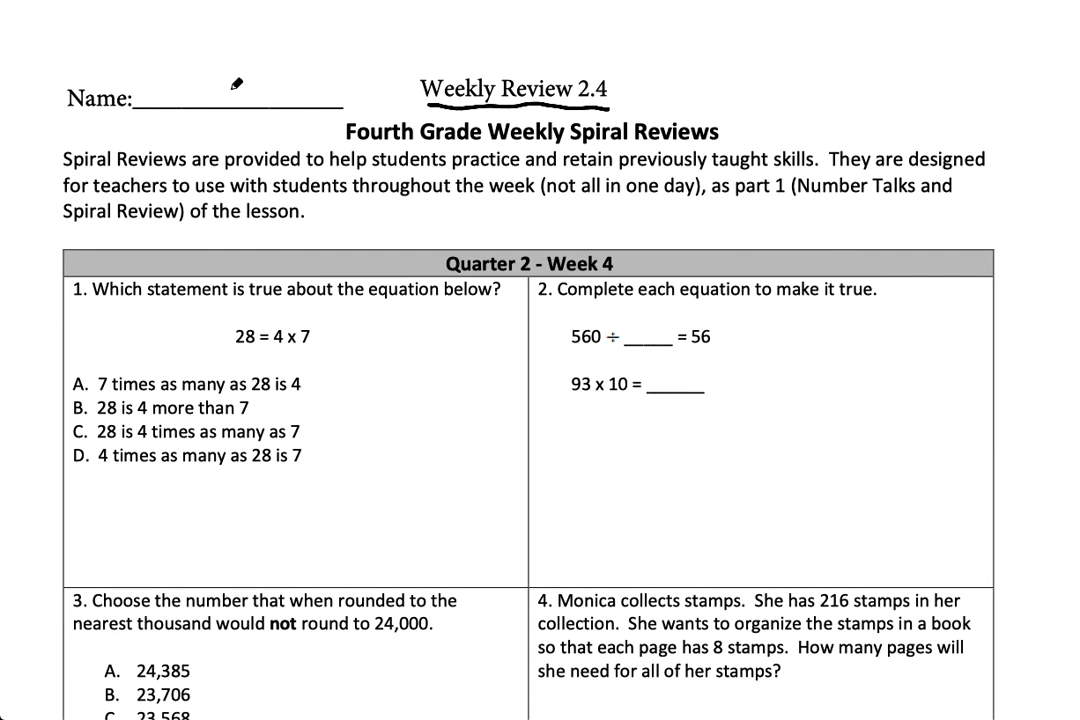 Name:____________________
Weekly Review 2.4
Fourth Grade Weekly Spiral Reviews
Spiral Reviews are provided to help students practice and retain previously taught skills.  They are designed
for teachers to use with students throughout the week (not all in one day), as part 1 (Number Talks and
Spiral Review) of the lesson.
Quarter 2 - Week 4
1. Which statement is true about the equation below?
28 = 4 x 7
A.  7 times as many as 28 is 4
B.  28 is 4 more than 7
C.  28 is 4 times as many as 7
D.  4 times as many as 28 is 7
2. Complete each equation to make it true.
560 ÷ _____ = 56
93 x 10 = ______
3. Choose the number that when rounded to the
nearest thousand would not round to 24,000.
A.   24,385
B.   23,706
C.   23,568
4. Monica collects stamps.  She has 216 stamps in her
collection.  She wants to organize the stamps in a book
so that each page has 8 stamps.  How many pages will
she need for all of her stamps?